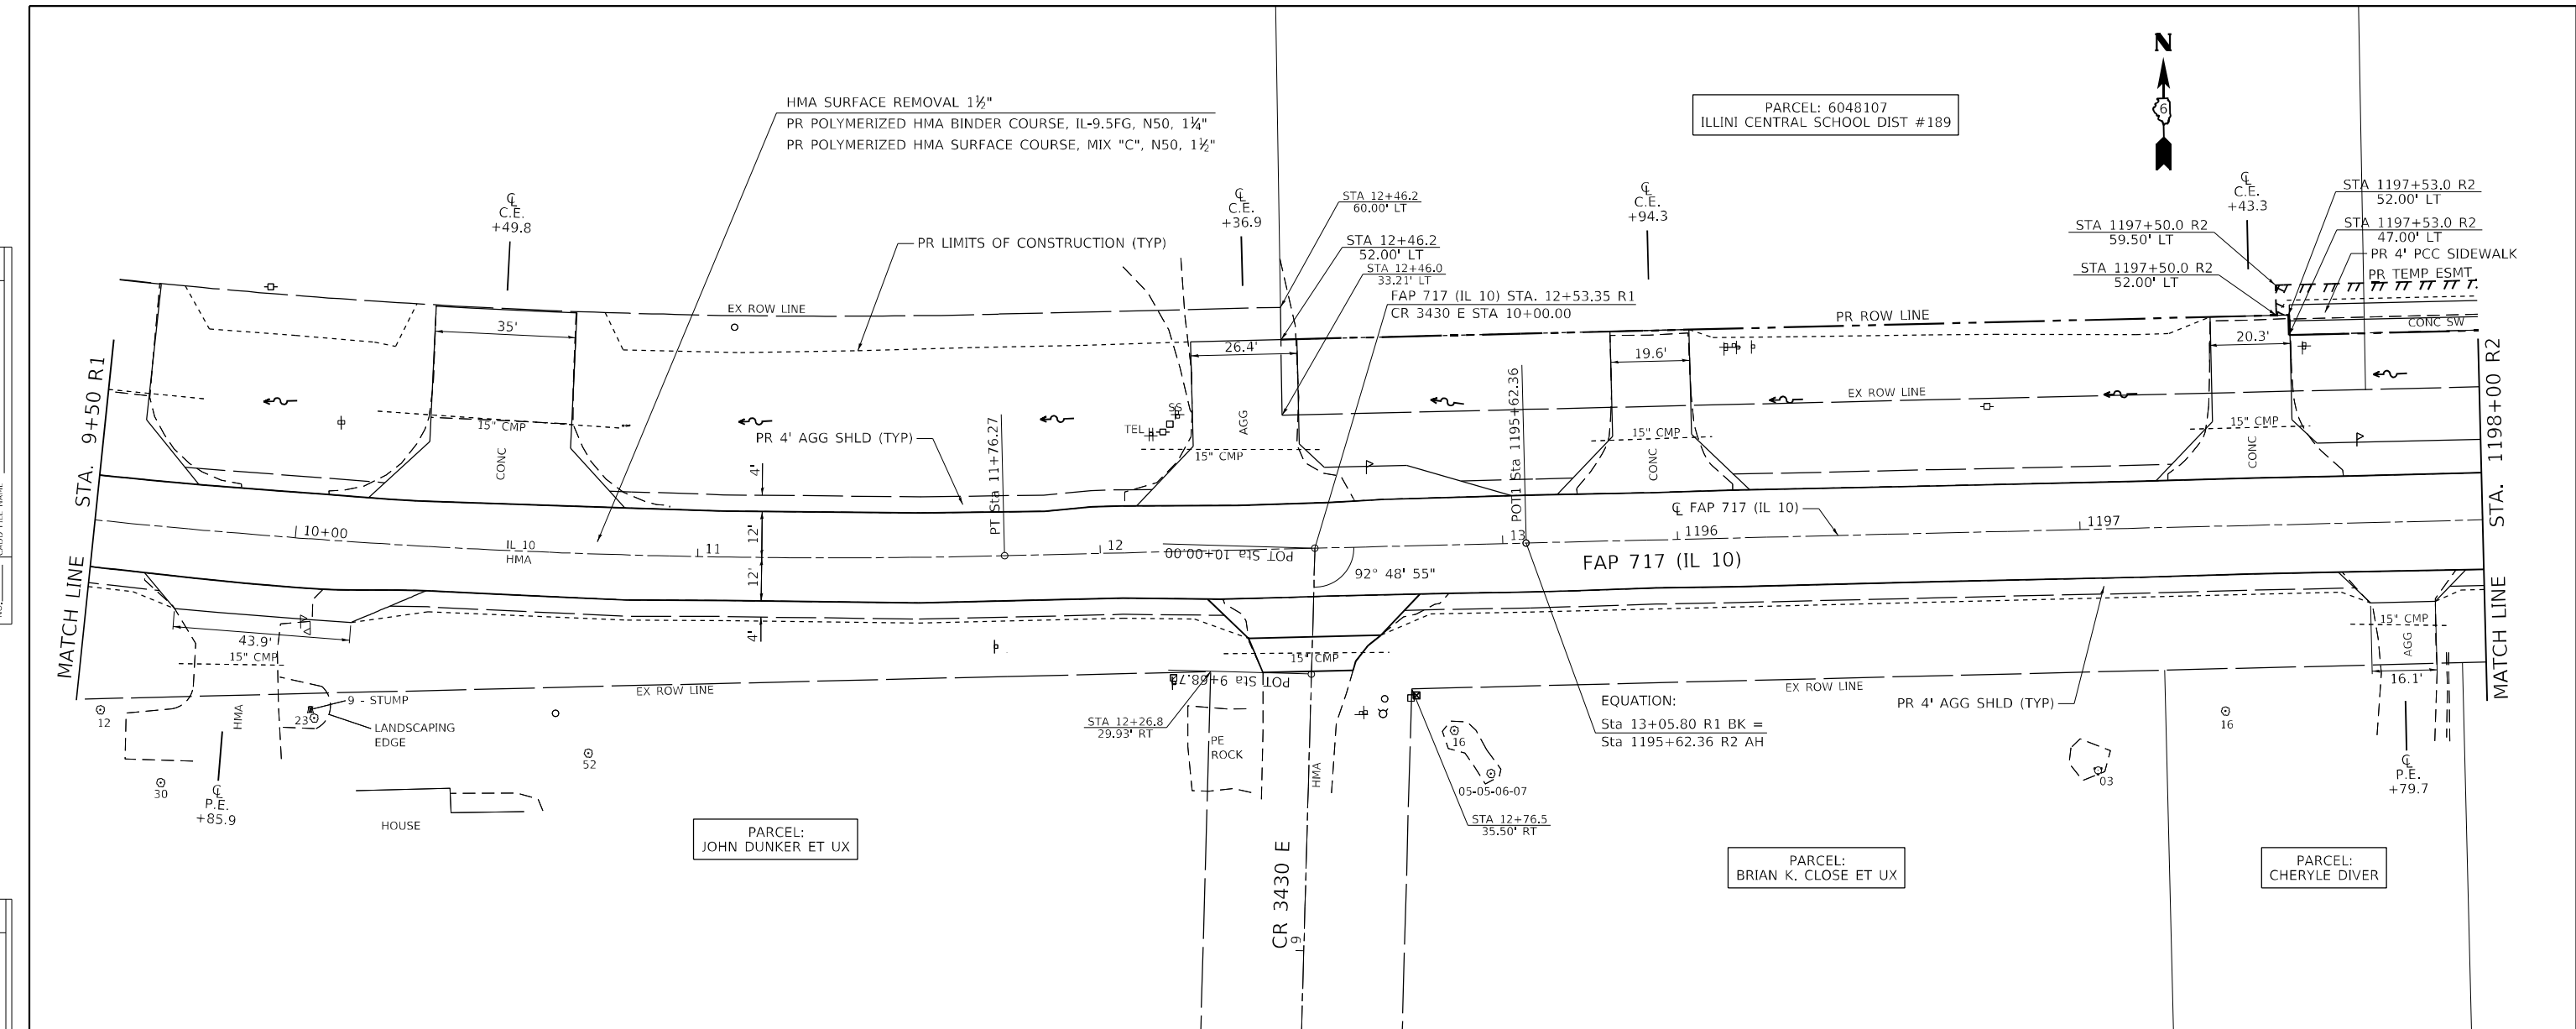 N
6
HMA SURFACE REMOVAL 1½"
PR POLYMERIZED HMA BINDER COURSE, IL-9.5FG, N50, 1¼"
PR POLYMERIZED HMA SURFACE COURSE, MIX "C", N50, 1½"
PARCEL: 6048107
ILLINI CENTRAL SCHOOL DIST #189
℄
C.E.
+49.8
℄
C.E.
+36.9
STA 12+46.2
60.00' LT
STA 12+46.2
52.00' LT
STA 12+46.0
33.21' LT
FAP 717 (IL 10) STA. 12+53.35 R1
CR 3430 E STA 10+00.00
℄
C.E.
+94.3
℄
C.E.
+43.3
STA 1197+53.0 R2
52.00' LT
STA 1197+50.0 R2
59.50' LT
STA 1197+53.0 R2
47.00' LT
PR 4' PCC SIDEWALK
STA 1197+50.0 R2
52.00' LT
PR TEMP ESMT
PR LIMITS OF CONSTRUCTION (TYP)
EX ROW LINE
PR ROW LINE
CONC SW
35'
26.4'
19.6'
20.3'
EX ROW LINE
MATCH LINE STA. 9+50 R1
15" CMP
CONC
PR 4' AGG SHLD (TYP)
4'
TEL
SS
AGG
15" CMP
PT Sta 11+76.27
POT1 Sta 1195+62.36
15" CMP
CONC
15" CMP
CONC
MATCH LINE STA. 1198+00 R2
10+00
IL 10
HMA
11
12'
12'
12
POT Sta 10+00.00
13
1196
℄ FAP 717 (IL 10)
1197
FAP 717 (IL 10)
92° 48' 55"
4'
43.9'
15" CMP
HMA
9 - STUMP
23
LANDSCAPING
EDGE
12
30
℄
P.E.
+85.9
HOUSE
52
EX ROW LINE
PARCEL:
JOHN DUNKER ET UX
15" CMP
STA 12+26.8
29.93' RT
PE
ROCK
HMA
CR 3430 E
9
16
05-05-06-07
STA 12+76.5
35.50' RT
EQUATION:
Sta 13+05.80 R1 BK =
Sta 1195+62.36 R2 AH
EX ROW LINE
PR 4' AGG SHLD (TYP)
03
16
15" CMP
AGG
16.1'
℄
P.E.
+79.7
PARCEL:
BRIAN K. CLOSE ET UX
PARCEL:
CHERYLE DIVER